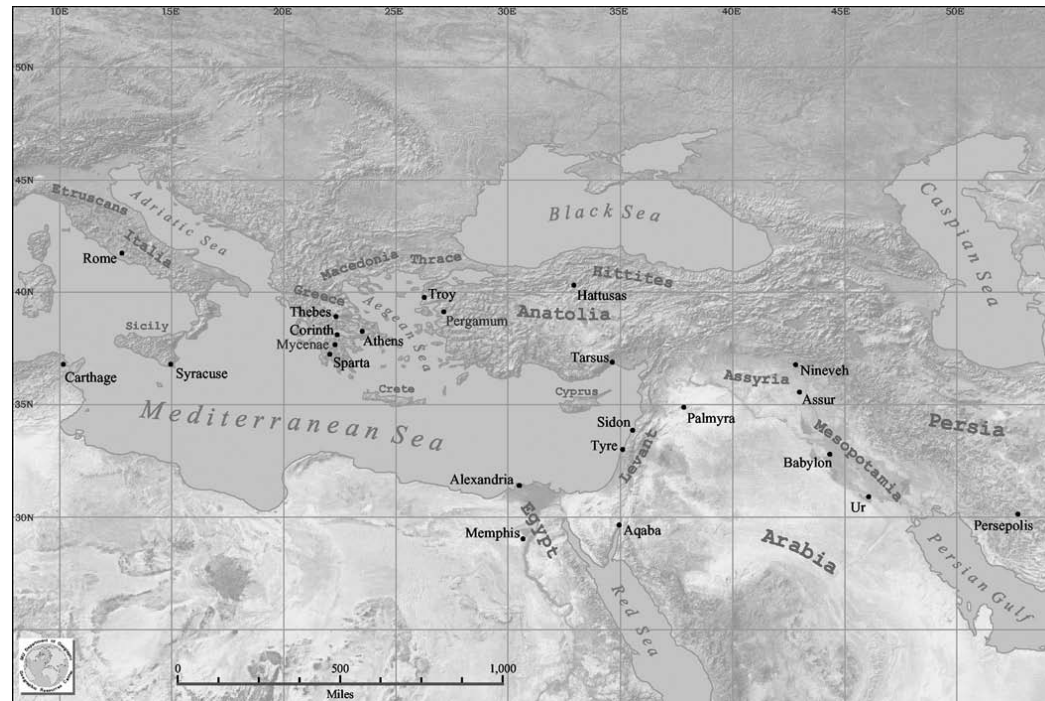 10E 15E 20E 25E 30E 35E 40E 45E 50E
50N
45N
Etruscans
Adriatic Sea
Black Sea
Caspian Sea
Italia
Rome
Macedonia Thrace
Hittites
40N
Greece
Troy
Hattusas
Thebes
Aegean Sea
Pergamum
Anatolia
Sicily
Corinth
Athens
Mycenae
Sparta
Tarsus
Carthage
Syracuse
Nineveh
Assyria
Crete
Cyprus
Assur
35N
Mediterranean Sea
Palmyra
Persia
Sidon
Tyre
Levant
Mesopotamia
Babylon
Alexandria
Ur
30N
Egypt
Memphis
Aqaba
Persepolis
Arabia
Persian Gulf
Red Sea
0 500 1,000
Miles